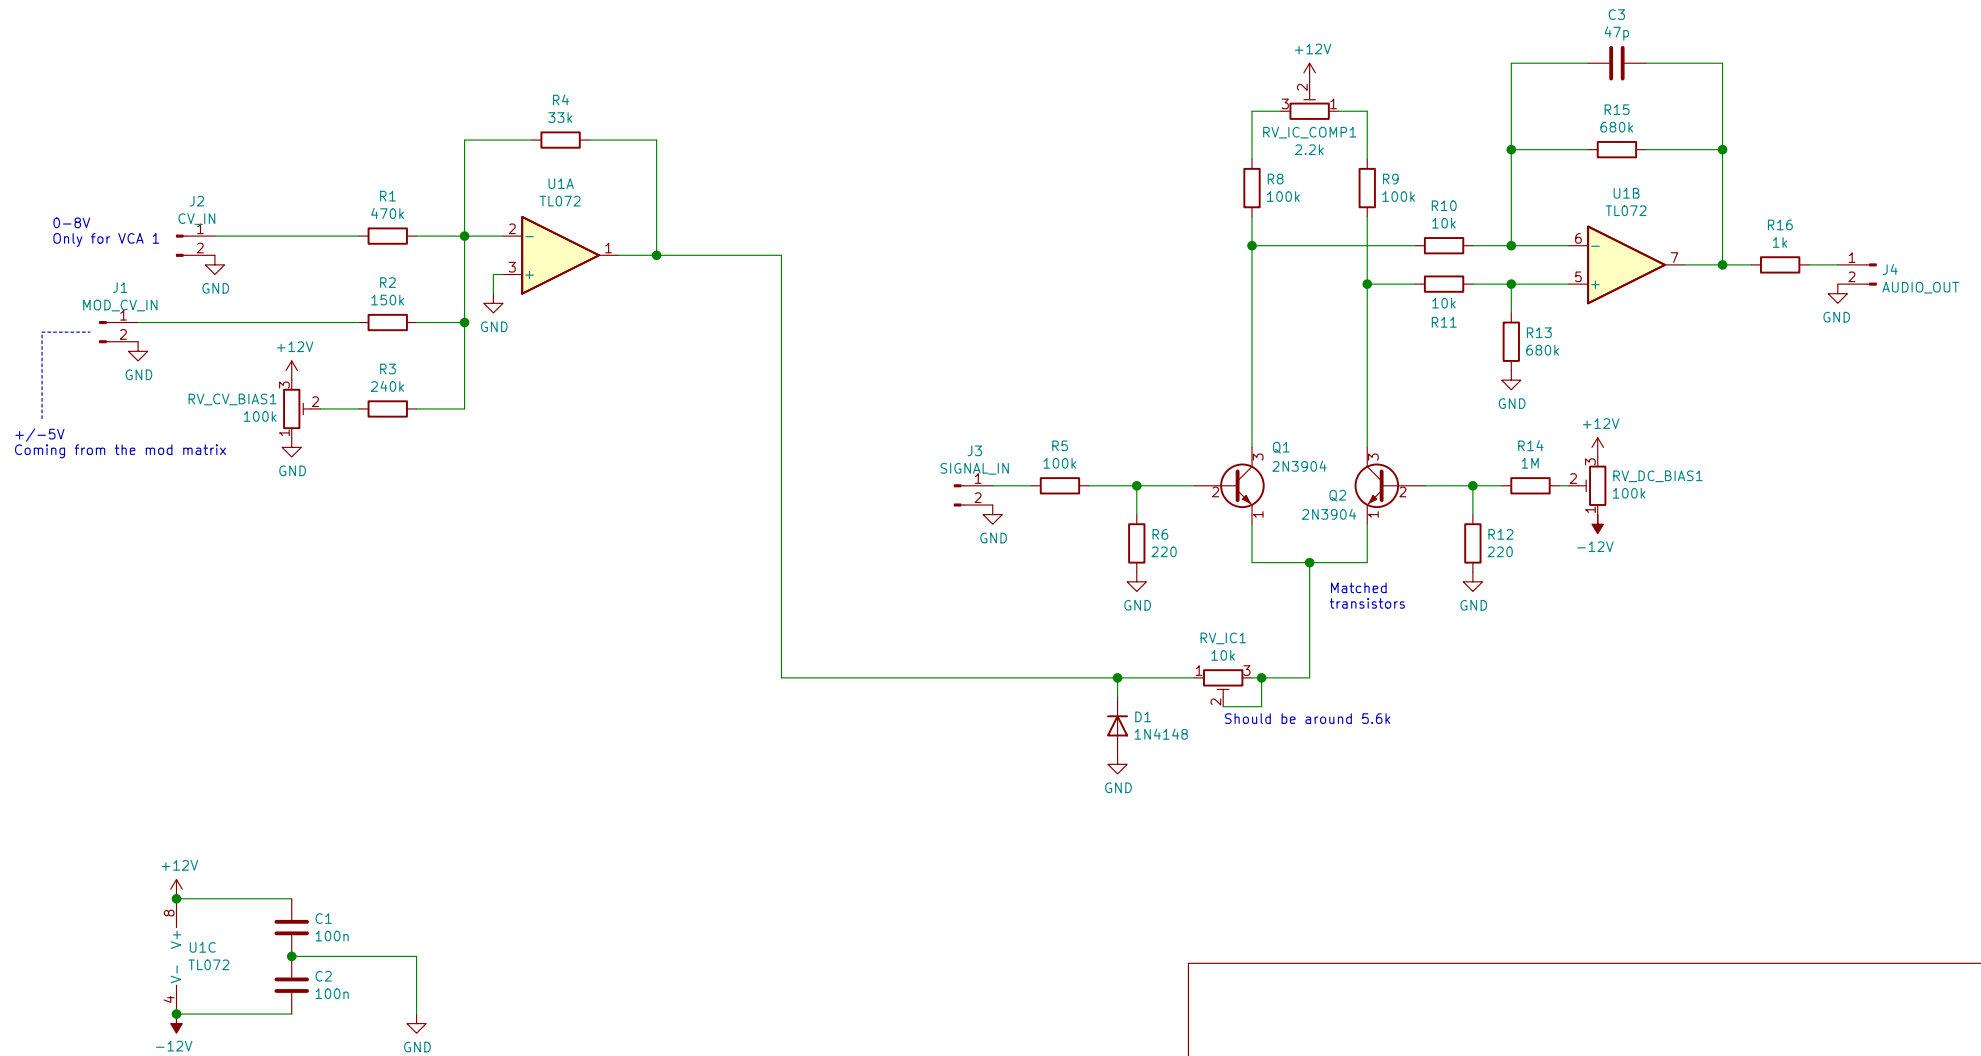 C3
47p
+12V
2
3
1
RV_IC_COMP1
2.2k
R4
33k
R15
680k
U1A
TL072
R8
100k
R9
100k
U1B
TL072
0-8V
Only for VCA 1
J2
CV_IN
1
2
GND
R1
470k
2
−
3
+
1
GND
R10
10k
10k
R11
6
−
5
+
7
R16
1k
1
2
J4
AUDIO_OUT
GND
J1
MOD_CV_IN
1
2
GND
R2
150k
R13
680k
GND
+12V
3
RV_CV_BIAS1
100k
2
1
GND
R3
240k
+/-5V
Coming from the mod matrix
J3
SIGNAL_IN
1
2
GND
R5
100k
R6
220
GND
Q1
2N3904
3
2
1
Q2
2N3904
3
2
1
R14
1M
+12V
3
2
RV_DC_BIAS1
100k
1
-12V
R12
220
GND
Matched
transistors
RV_IC1
10k
1
3
2
Should be around 5.6k
D1
1N4148
GND
+12V
8
V+
U1C
TL072
V-
4
-12V
C1
100n
C2
100n
GND